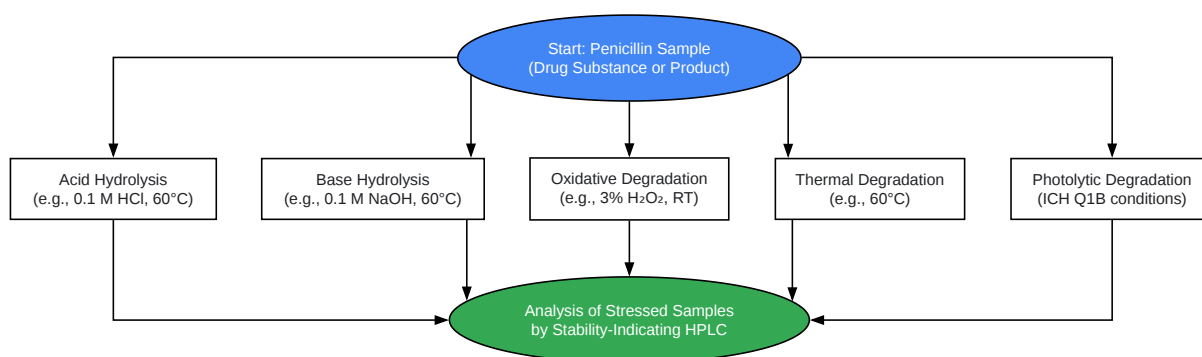 Start: Penicillin Sample
(Drug Substance or Product)
Acid Hydrolysis
(e.g., 0.1 M HCl, 60°C)
Base Hydrolysis
(e.g., 0.1 M NaOH, 60°C)
Oxidative Degradation
(e.g., 3% H₂O₂, RT)
Thermal Degradation
(e.g., 60°C)
Photolytic Degradation
(ICH Q1B conditions)
Analysis of Stressed Samples
by Stability-Indicating HPLC